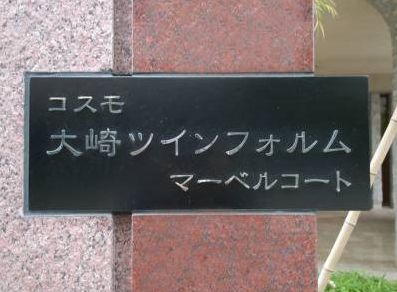 コスモ
大崎ツインフォルム
マーベルコート